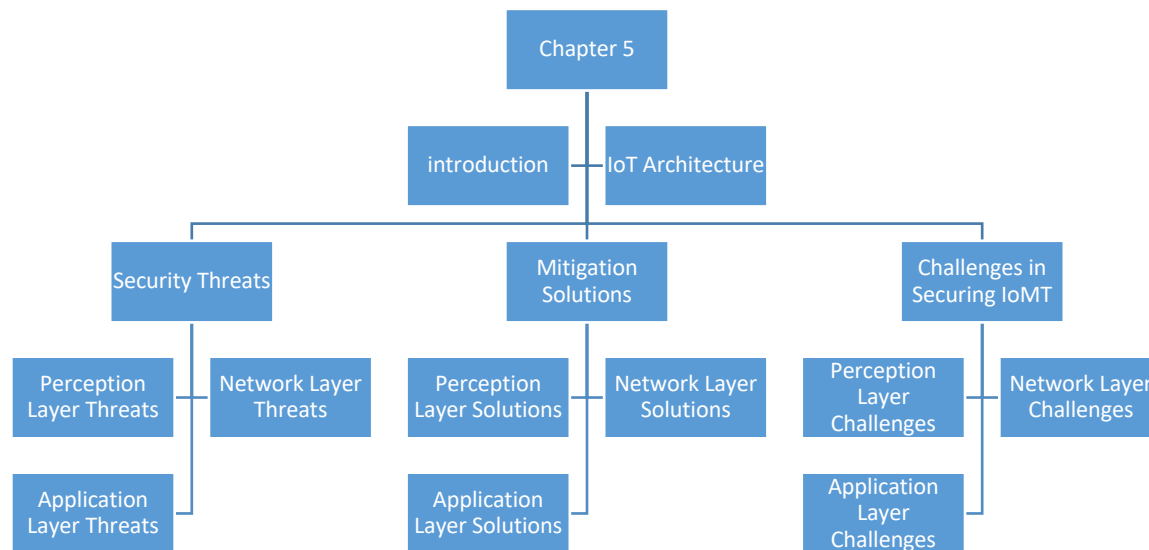 Chapter 5
introduction
IoT Architecture
Security Threats
Mitigation
Solutions
Challenges in
Securing IoMT
Perception
Layer Threats
Network Layer
Threats
Perception
Layer Solutions
Network Layer
Solutions
Perception
Layer
Challenges
Network Layer
Challenges
Application
Layer Threats
Application
Layer Solutions
Application
Layer
Challenges